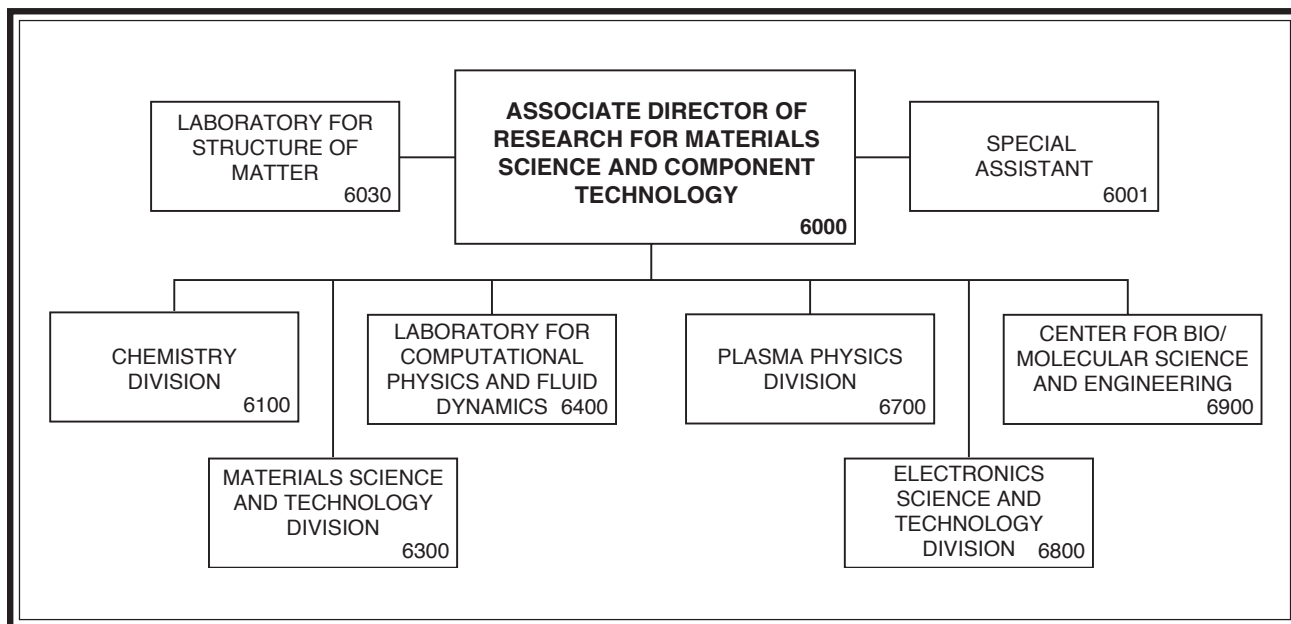 LABORATORY FOR
STRUCTURE OF
MATTER
6030
ASSOCIATE DIRECTOR OF
RESEARCH FOR MATERIALS
SCIENCE AND COMPONENT
TECHNOLOGY
6000
SPECIAL
ASSISTANT
6001
CHEMISTRY
DIVISION
6100
LABORATORY FOR
COMPUTATIONAL
PHYSICS AND FLUID
DYNAMICS 6400
PLASMA PHYSICS
DIVISION
6700
CENTER FOR BIO/
MOLECULAR SCIENCE
AND ENGINEERING
6900
MATERIALS SCIENCE
AND TECHNOLOGY
DIVISION
6300
ELECTRONICS
SCIENCE AND
TECHNOLOGY
DIVISION 6800